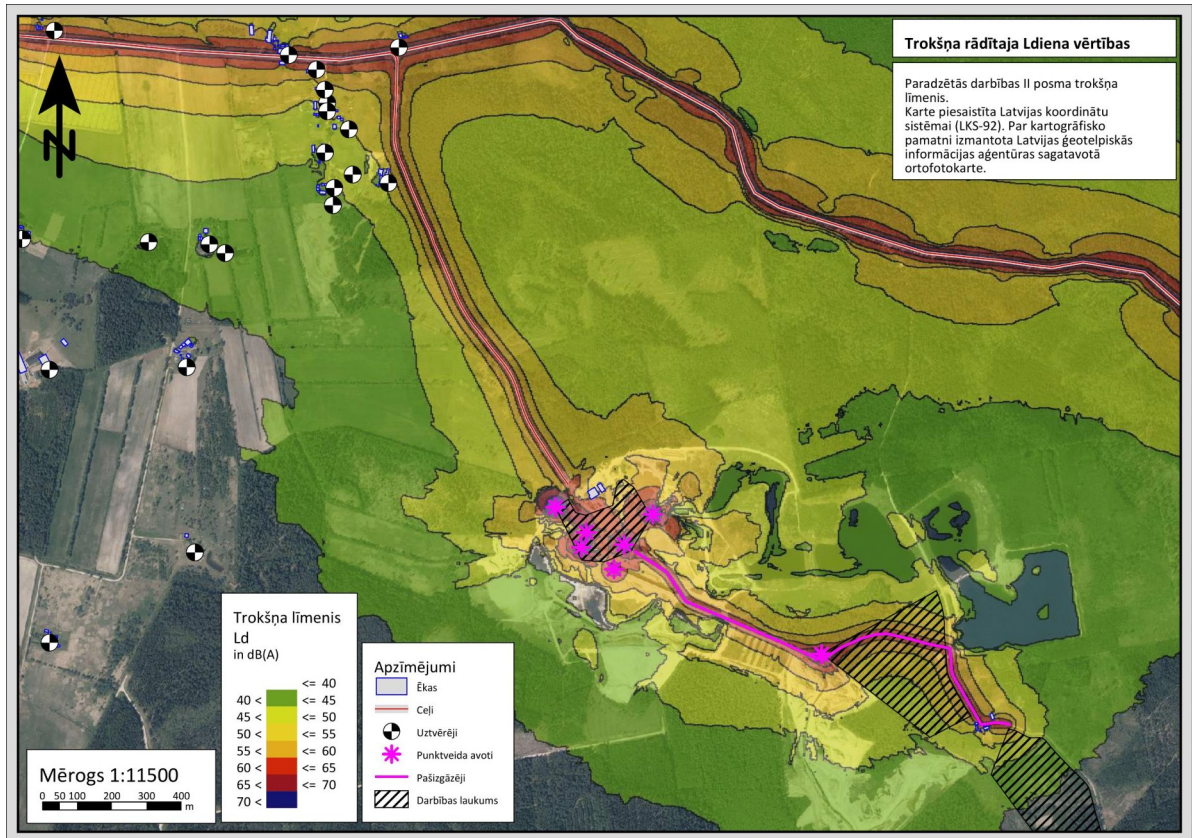 Trokšņa rādītaja Ldiena vērtības
Paradzētās darbības II posma trokšņa
līmenis.
Karte piesaistīta Latvijas koordinātu
sistēmai (LKS-92). Par kartogrāfisko
pamatni izmantota Latvijas ģeotelpiskās
informācijas aģentūras sagatavotā
ortofotokarte.
N
Trokšņa līmenis
Ld
in dB(A)
<= 40
40 < <= 45
45 < <= 50
50 < <= 55
55 < <= 60
60 < <= 65
65 < <= 70
70 <
Apzīmējumi
Ēkas
Ceļi
Uztvērēji
Punktveida avoti
Pašizgāzēji
Darbības laukums
Mērogs 1:11500
0 50 100 200 300 400
m